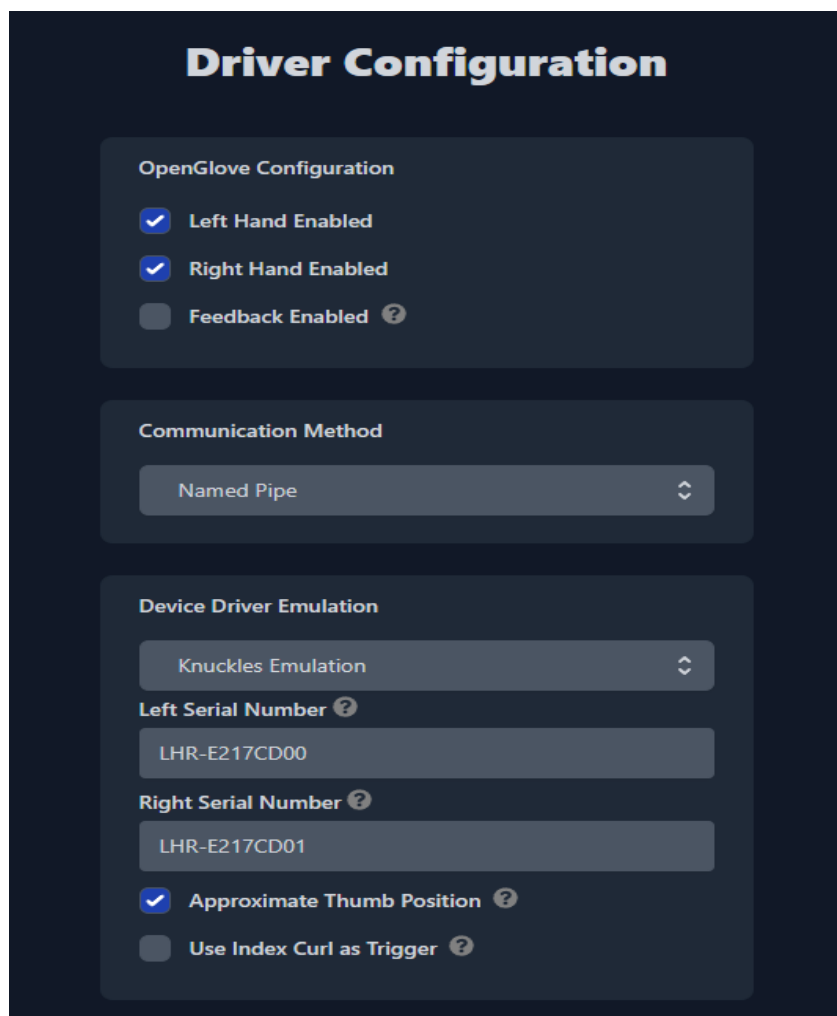 Driver Configuration
OpenGlove Configuration
Left Hand Enabled
Right Hand Enabled
Feedback Enabled ?
Communication Method
Named Pipe
Device Driver Emulation
Knuckles Emulation
Left Serial Number ?
LHR-E217CD00
Right Serial Number ?
LHR-E217CD01
Approximate Thumb Position ?
Use Index Curl as Trigger ?